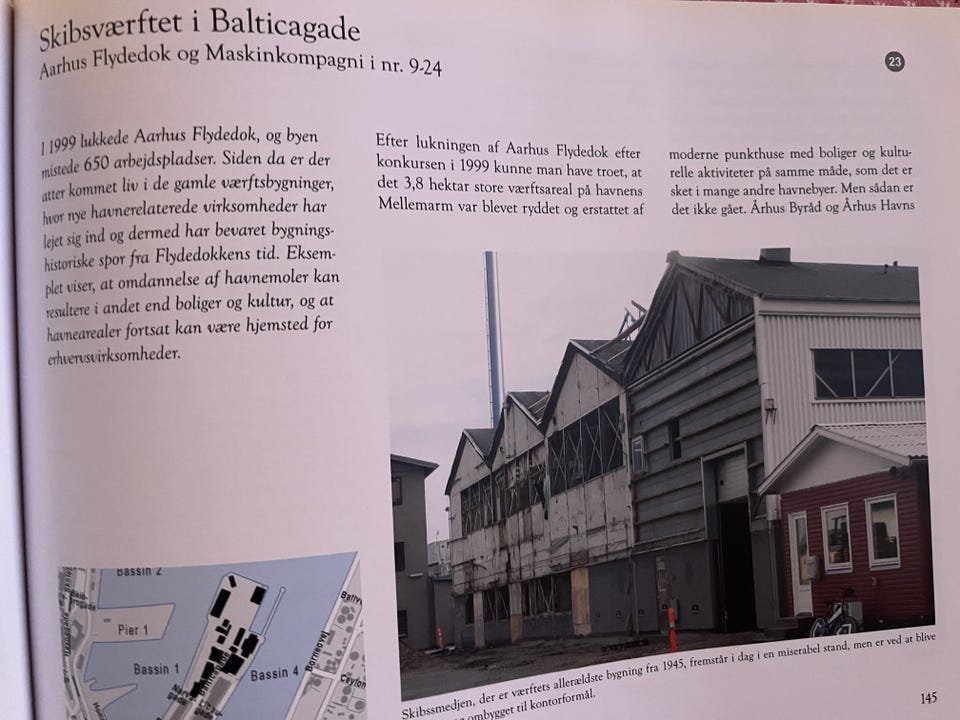 Skibsværftet i Balticagade
Aarhus Flydedok og Maskinkompagni i nr. 9-24
23
I 1999 lukkede Aarhus Flydedok, og byen
mistede 650 arbejdspladser. Siden da er der
atter kommet liv i de gamle værftsbygninger,
hvor nye havnerelaterede virksomheder har
lejet sig ind og dermed har bevaret bygnings-
historiske spor fra Flydedokkens tid. Eksem-
plet viser, at omdannelse af havnemoler kan
resultere i andet end boliger og kultur, og at
havnearealer fortsat kan være hjemsted for
erhvervsvirksomheder.
Efter lukningen af Aarhus Flydedok efter
konkursen i 1999 kunne man have troet, at
det 3,8 hektar store værftsareal på havnens
Mellemarm var blevet ryddet og erstattet af
moderne punkthuse med boliger og kultu-
relle aktiviteter på samme måde, som det er
sket i mange andre havnebyer. Men sådan er
det ikke gået. Århus Byråd og Århus Havns
Bassin 2
Pier 1
Bassin 1
Bassin 4
Borneovej
Ceylon
Skibssmedjen, der er værftets allerældste bygning fra 1945, fremstår i dag i en miserabel stand, men er ved at blive
ombygget til kontorformål.
145